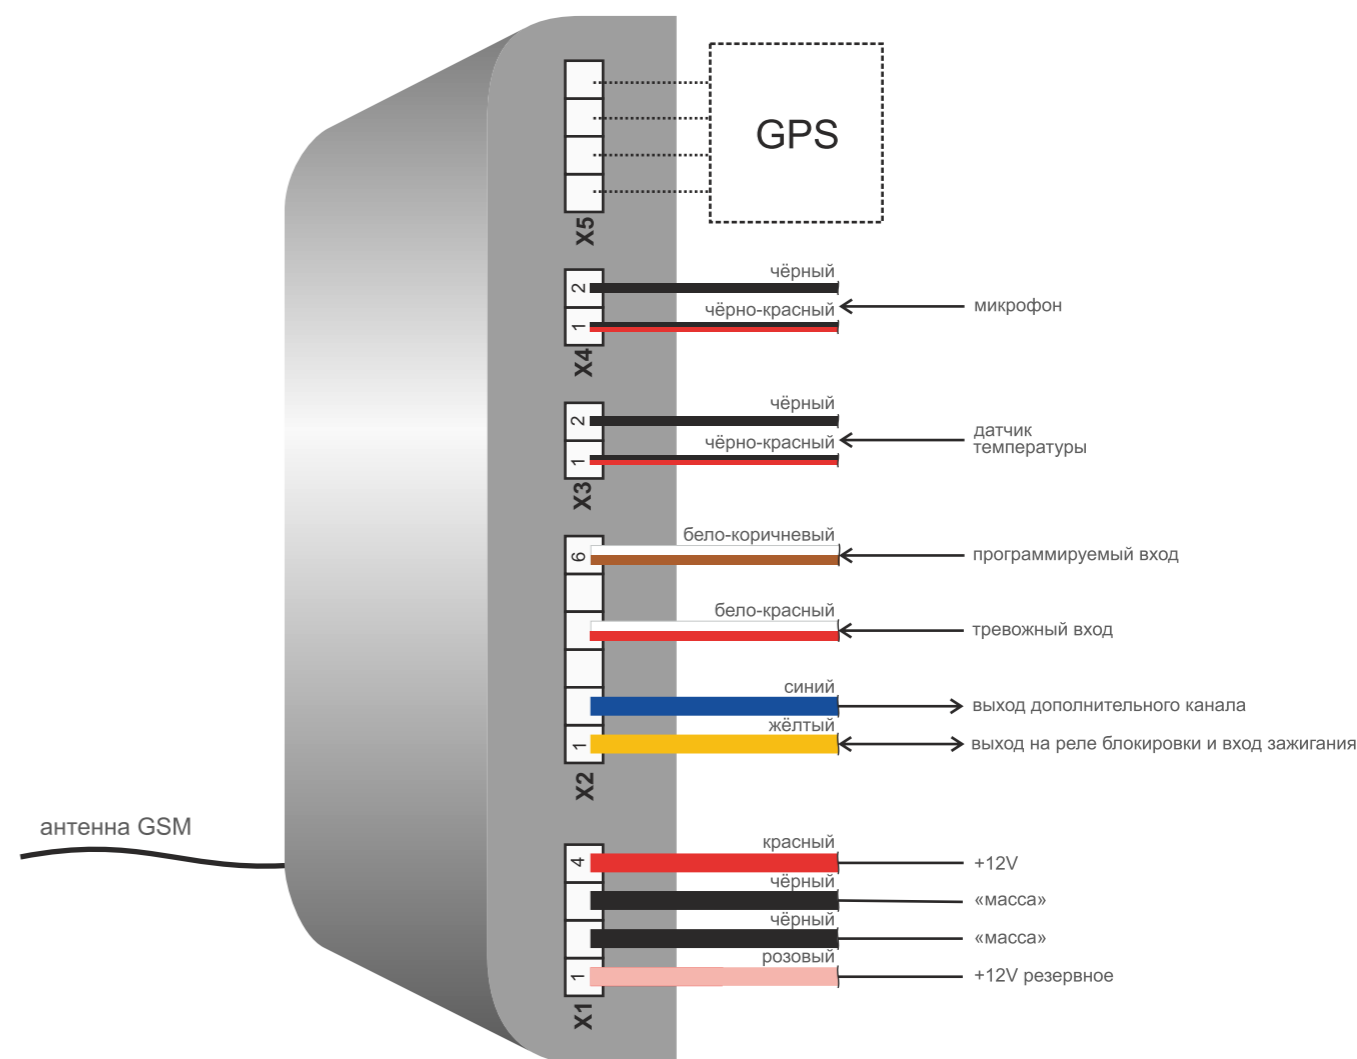 GPS
X5
чёрный
2
микрофон
чёрно-красный
1
X4
чёрный
2
датчик
температуры
чёрно-красный
1
X3
бело-коричневый
6
программируемый вход
бело-красный
тревожный вход
синий
выход дополнительного канала
жёлтый
1
выход на реле блокировки и вход зажигания
X2
антенна GSM
красный
4
+12V
чёрный
«масса»
чёрный
«масса»
розовый
1
+12V резервное
X1